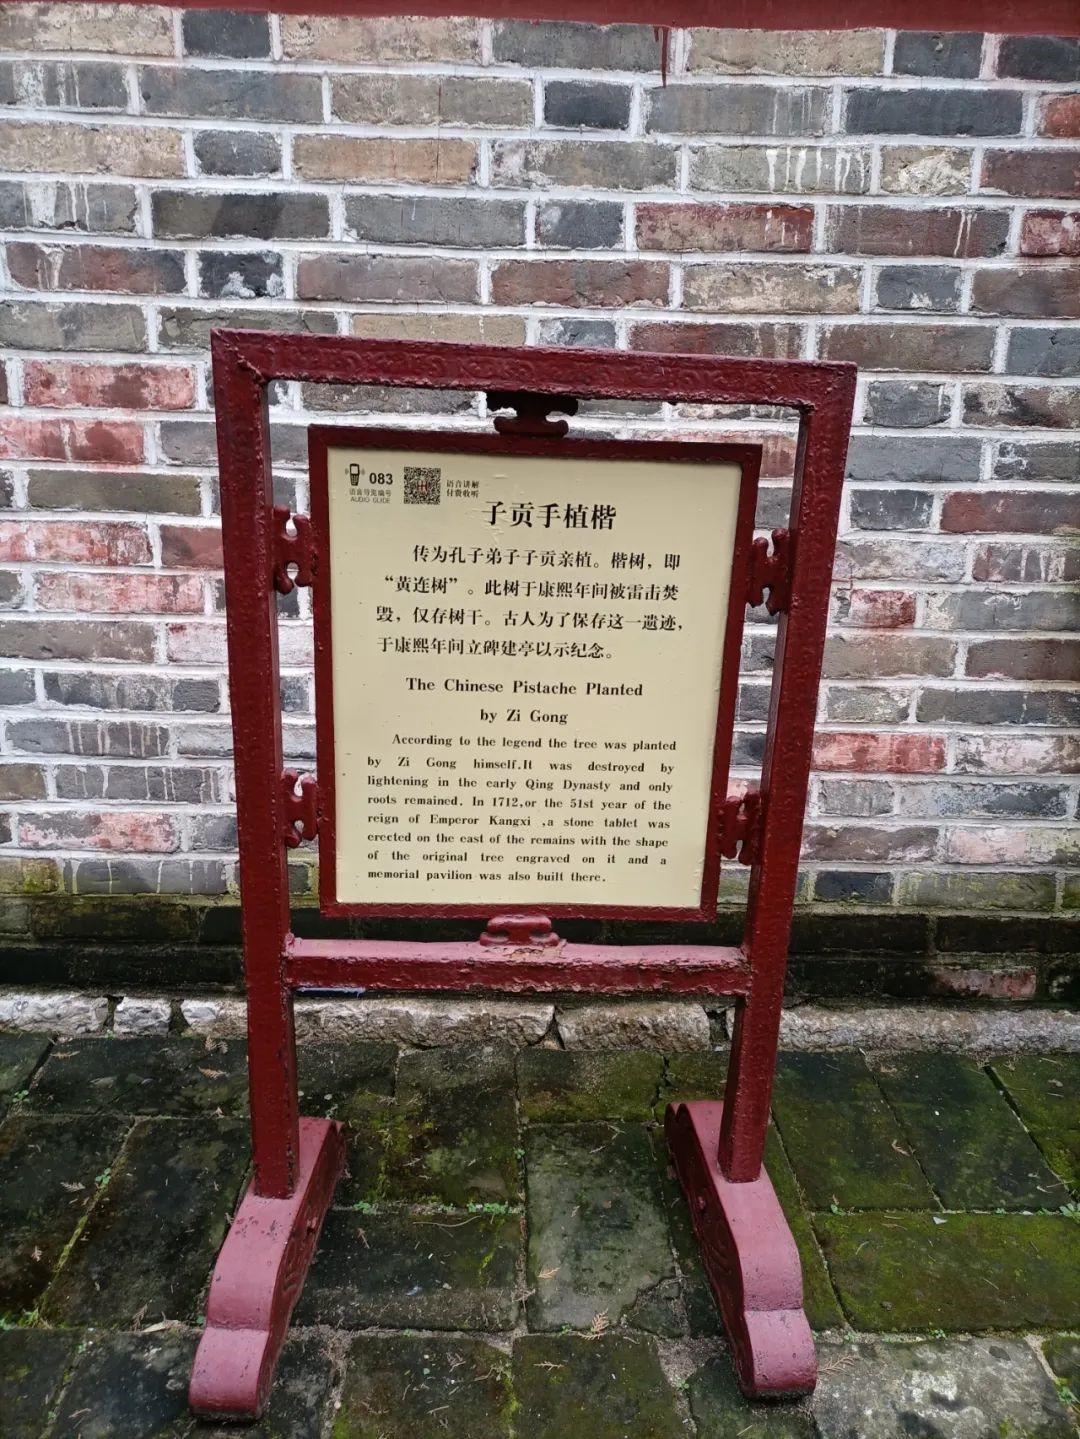 083
语音导览编号
AUDIO GUIDE
语音讲解
付费收听
子贡手植楷
传为孔子弟子子贡亲植。楷树，即
“黄连树”。此树于康熙年间被雷击焚
毁，仅存树干。古人为了保存这一遗迹，
于康熙年间立碑建亭以示纪念。
The Chinese Pistache Planted
by Zi Gong
According to the legend the tree was planted
by Zi Gong himself.It was destroyed by
lightening in the early Qing Dynasty and only
roots remained. In 1712,or the 51st year of the
reign of Emperor Kangxi ,a stone tablet was
erected on the east of the remains with the shape
of the original tree engraved on it and a
memorial pavilion was also built there.